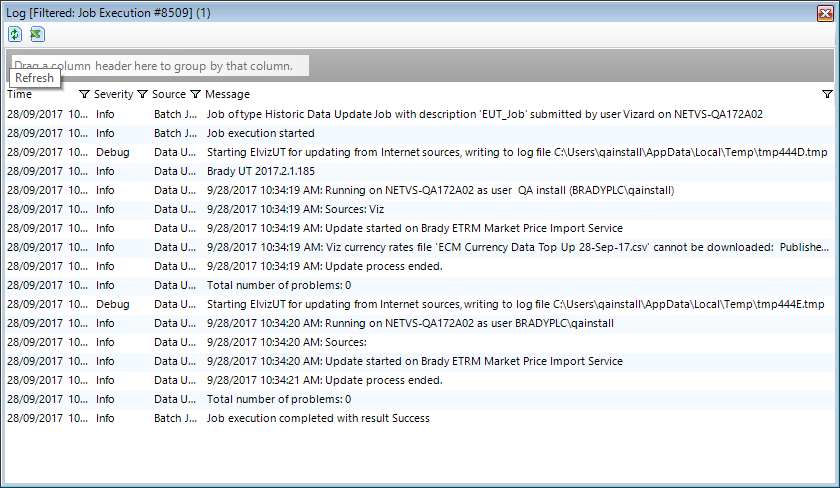 Log [Filtered: Job Execution #8509] (1)
Drag a column header here to group by that column.
Refresh
Time Severity Source Message
28/09/2017 10... Info Batch J... Job of type Historic Data Update Job with description 'EUT_Job' submitted by user Vizard on NETVS-QA172A02
28/09/2017 10... Info Batch J... Job execution started
28/09/2017 10... Debug Data U... Starting ElvizUT for updating from Internet sources, writing to log file C:\Users\qainstall\AppData\Local\Temp\tmp444D.tmp
28/09/2017 10... Info Data U... Brady UT 2017.2.1.185
28/09/2017 10... Info Data U... 9/28/2017 10:34:19 AM: Running on NETVS-QA172A02 as user  QA install (BRADYPLC\qainstall)
28/09/2017 10... Info Data U... 9/28/2017 10:34:19 AM: Sources: Viz
28/09/2017 10... Info Data U... 9/28/2017 10:34:19 AM: Update started on Brady ETRM Market Price Import Service
28/09/2017 10... Info Data U... 9/28/2017 10:34:19 AM: Viz currency rates file 'ECM Currency Data Top Up 28-Sep-17.csv' cannot be downloaded:  Publishe...
28/09/2017 10... Info Data U... 9/28/2017 10:34:19 AM: Update process ended.
28/09/2017 10... Info Data U... Total number of problems: 0
28/09/2017 10... Debug Data U... Starting ElvizUT for updating from Internet sources, writing to log file C:\Users\qainstall\AppData\Local\Temp\tmp444E.tmp
28/09/2017 10... Info Data U... 9/28/2017 10:34:20 AM: Running on NETVS-QA172A02 as user BRADYPLC\qainstall
28/09/2017 10... Info Data U... 9/28/2017 10:34:20 AM: Sources:
28/09/2017 10... Info Data U... 9/28/2017 10:34:20 AM: Update started on Brady ETRM Market Price Import Service
28/09/2017 10... Info Data U... 9/28/2017 10:34:21 AM: Update process ended.
28/09/2017 10... Info Data U... Total number of problems: 0
28/09/2017 10... Info Batch J... Job execution completed with result Success